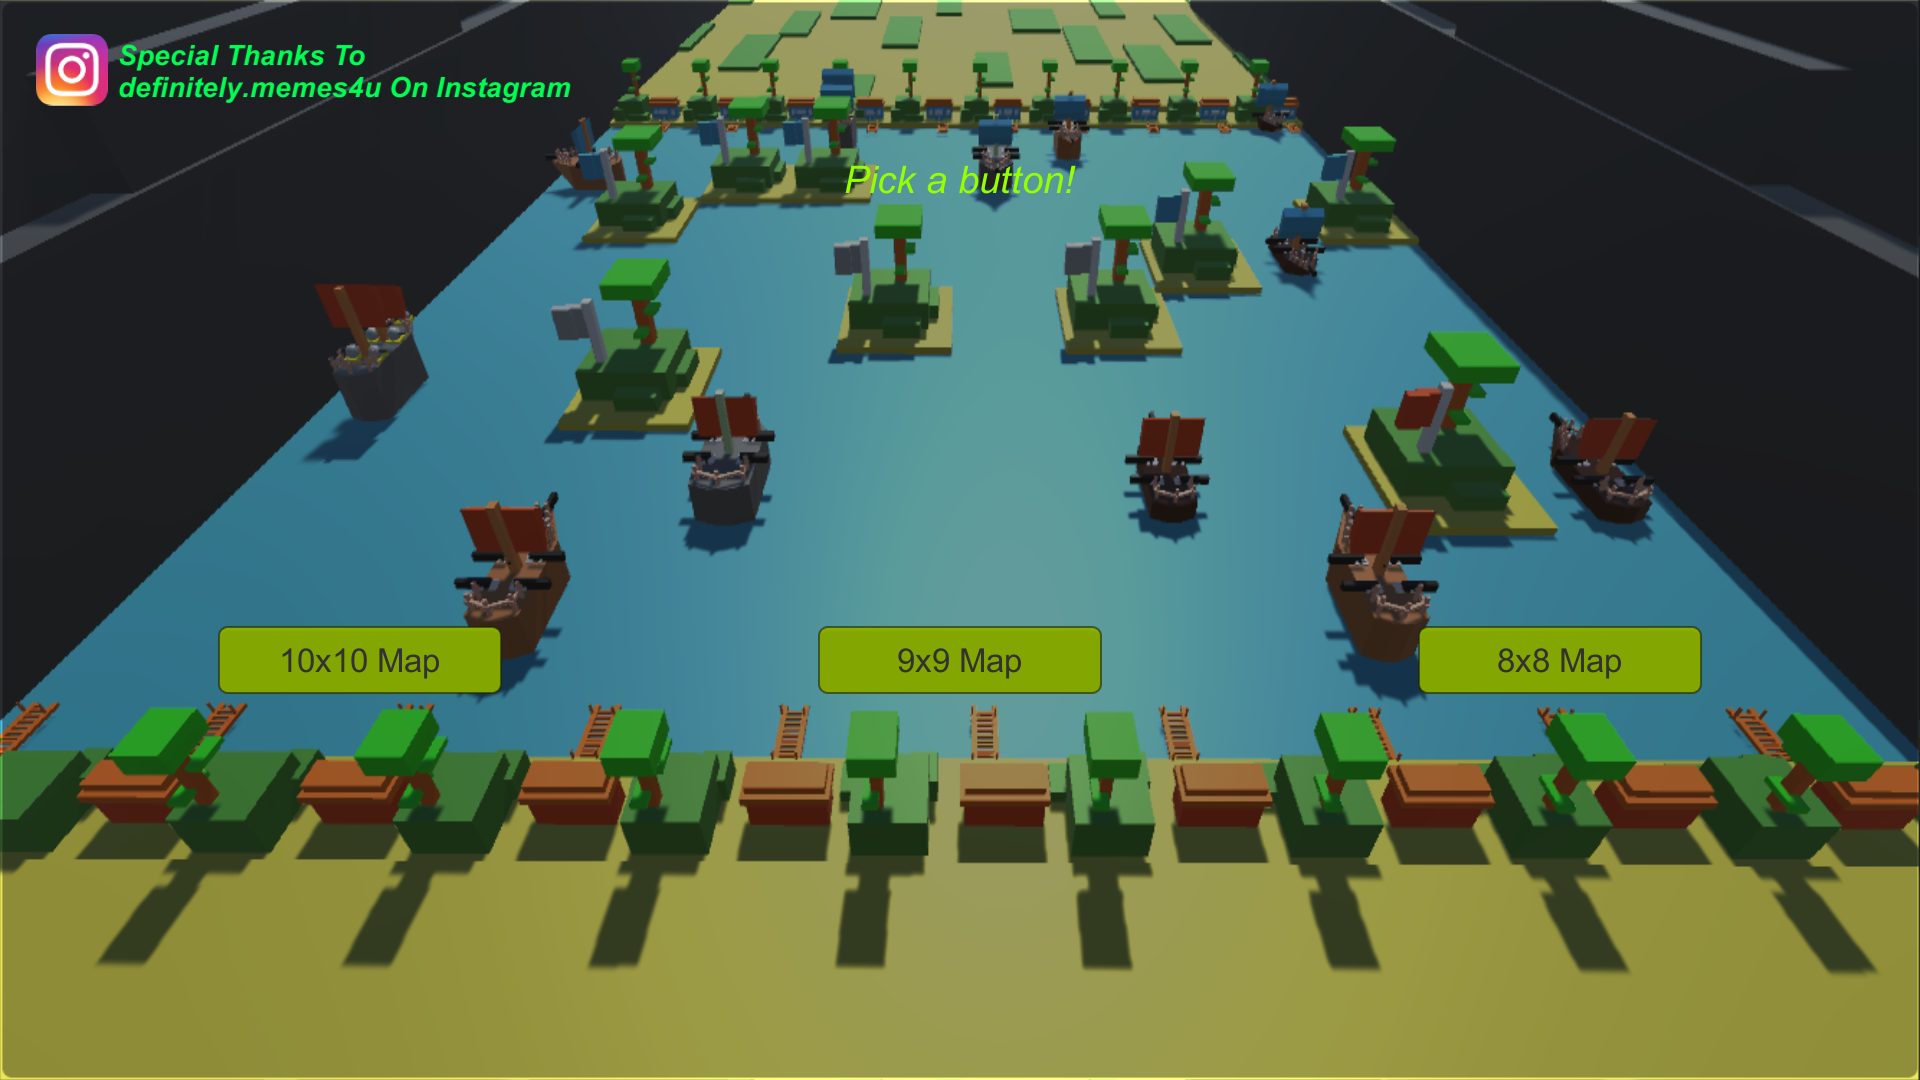 Special Thanks To
definitely.memes4u On Instagram
Pick a button!
10x10 Map
9x9 Map
8x8 Map